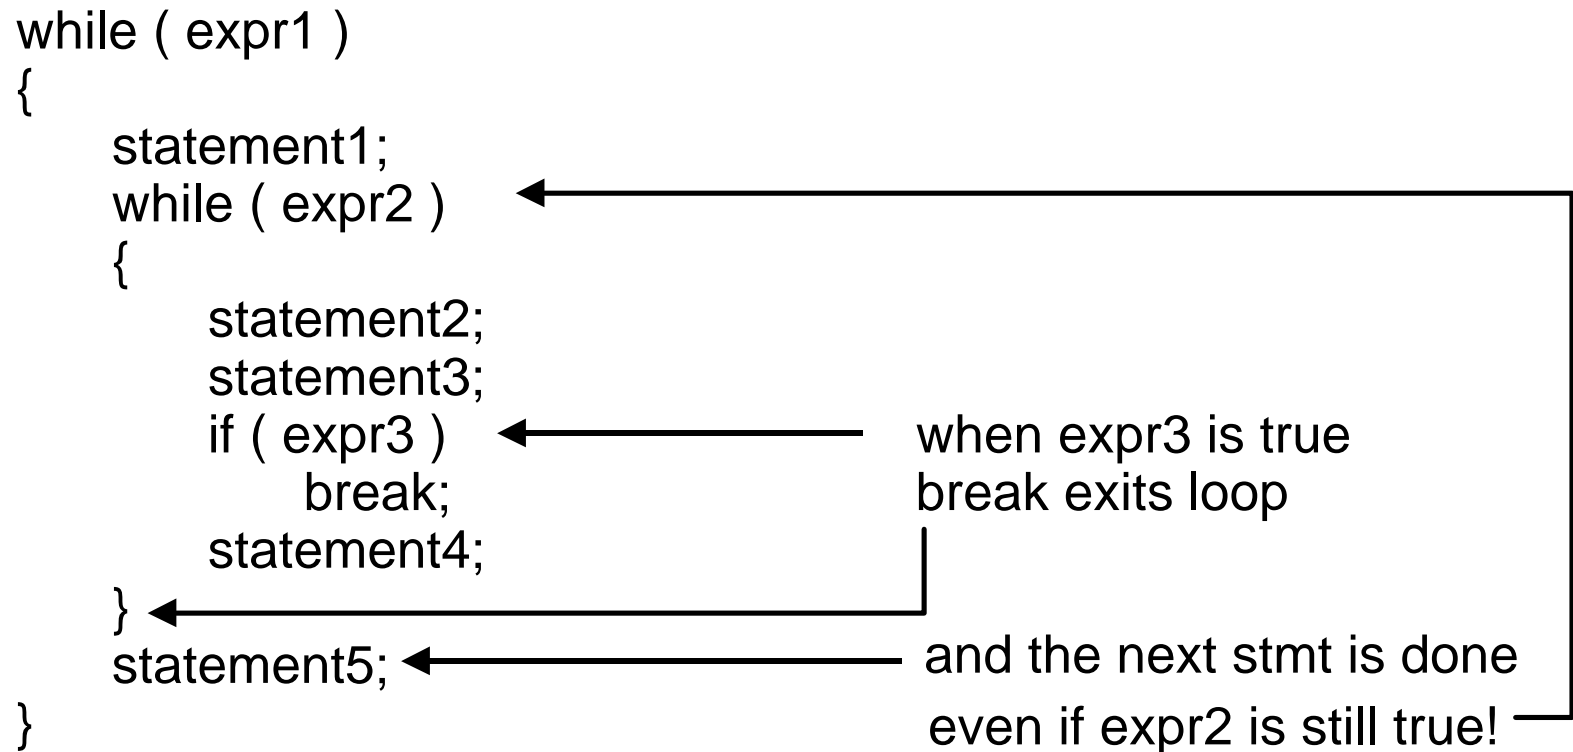 while ( expr1 )
{
statement1;
while ( expr2 )
{
statement2;
statement3;
if ( expr3 )
when expr3 is true
break;
break exits loop
statement4;
}
statement5;
and the next stmt is done
}
even if expr2 is still true!